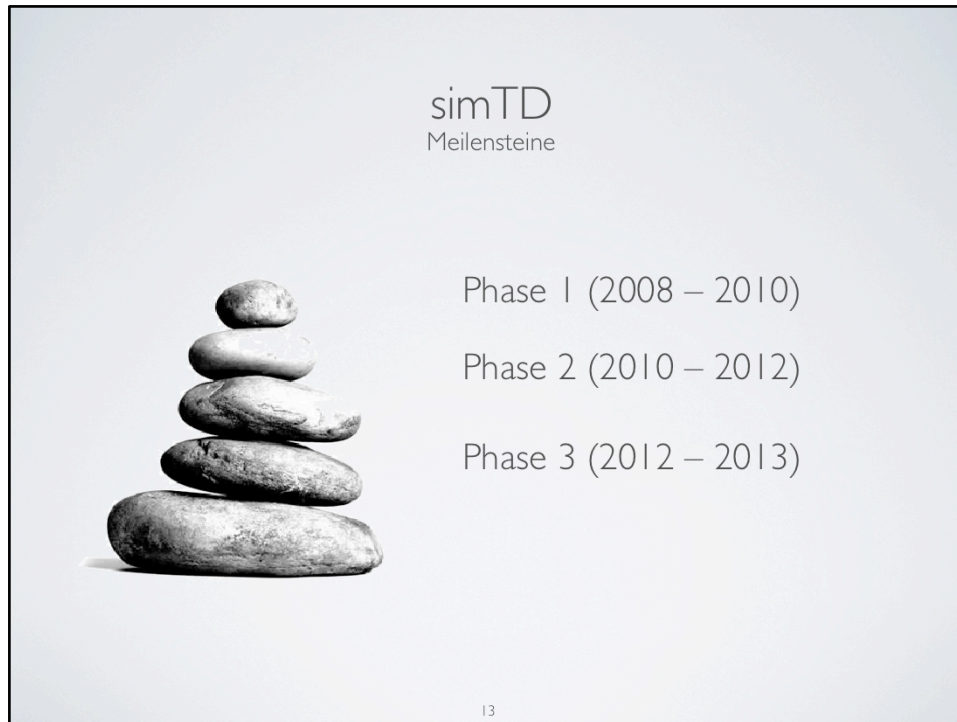 simTD
Meilensteine
Phase 1 (2008 – 2010)
Phase 2 (2010 – 2012)
Phase 3 (2012 – 2013)
13